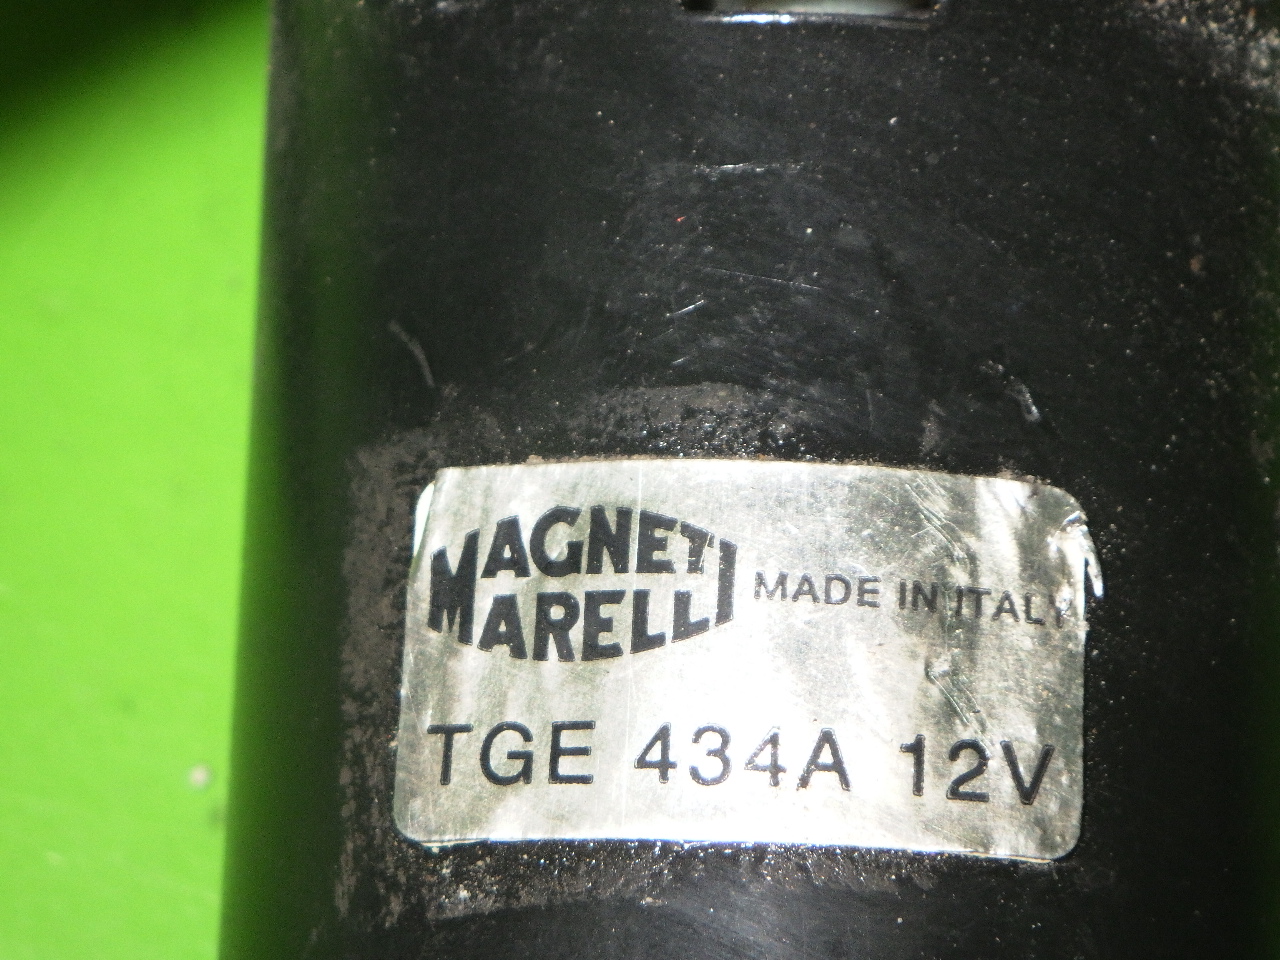 MAGNETI
MARELLI
MADE IN ITALY
TGE 434A 12V